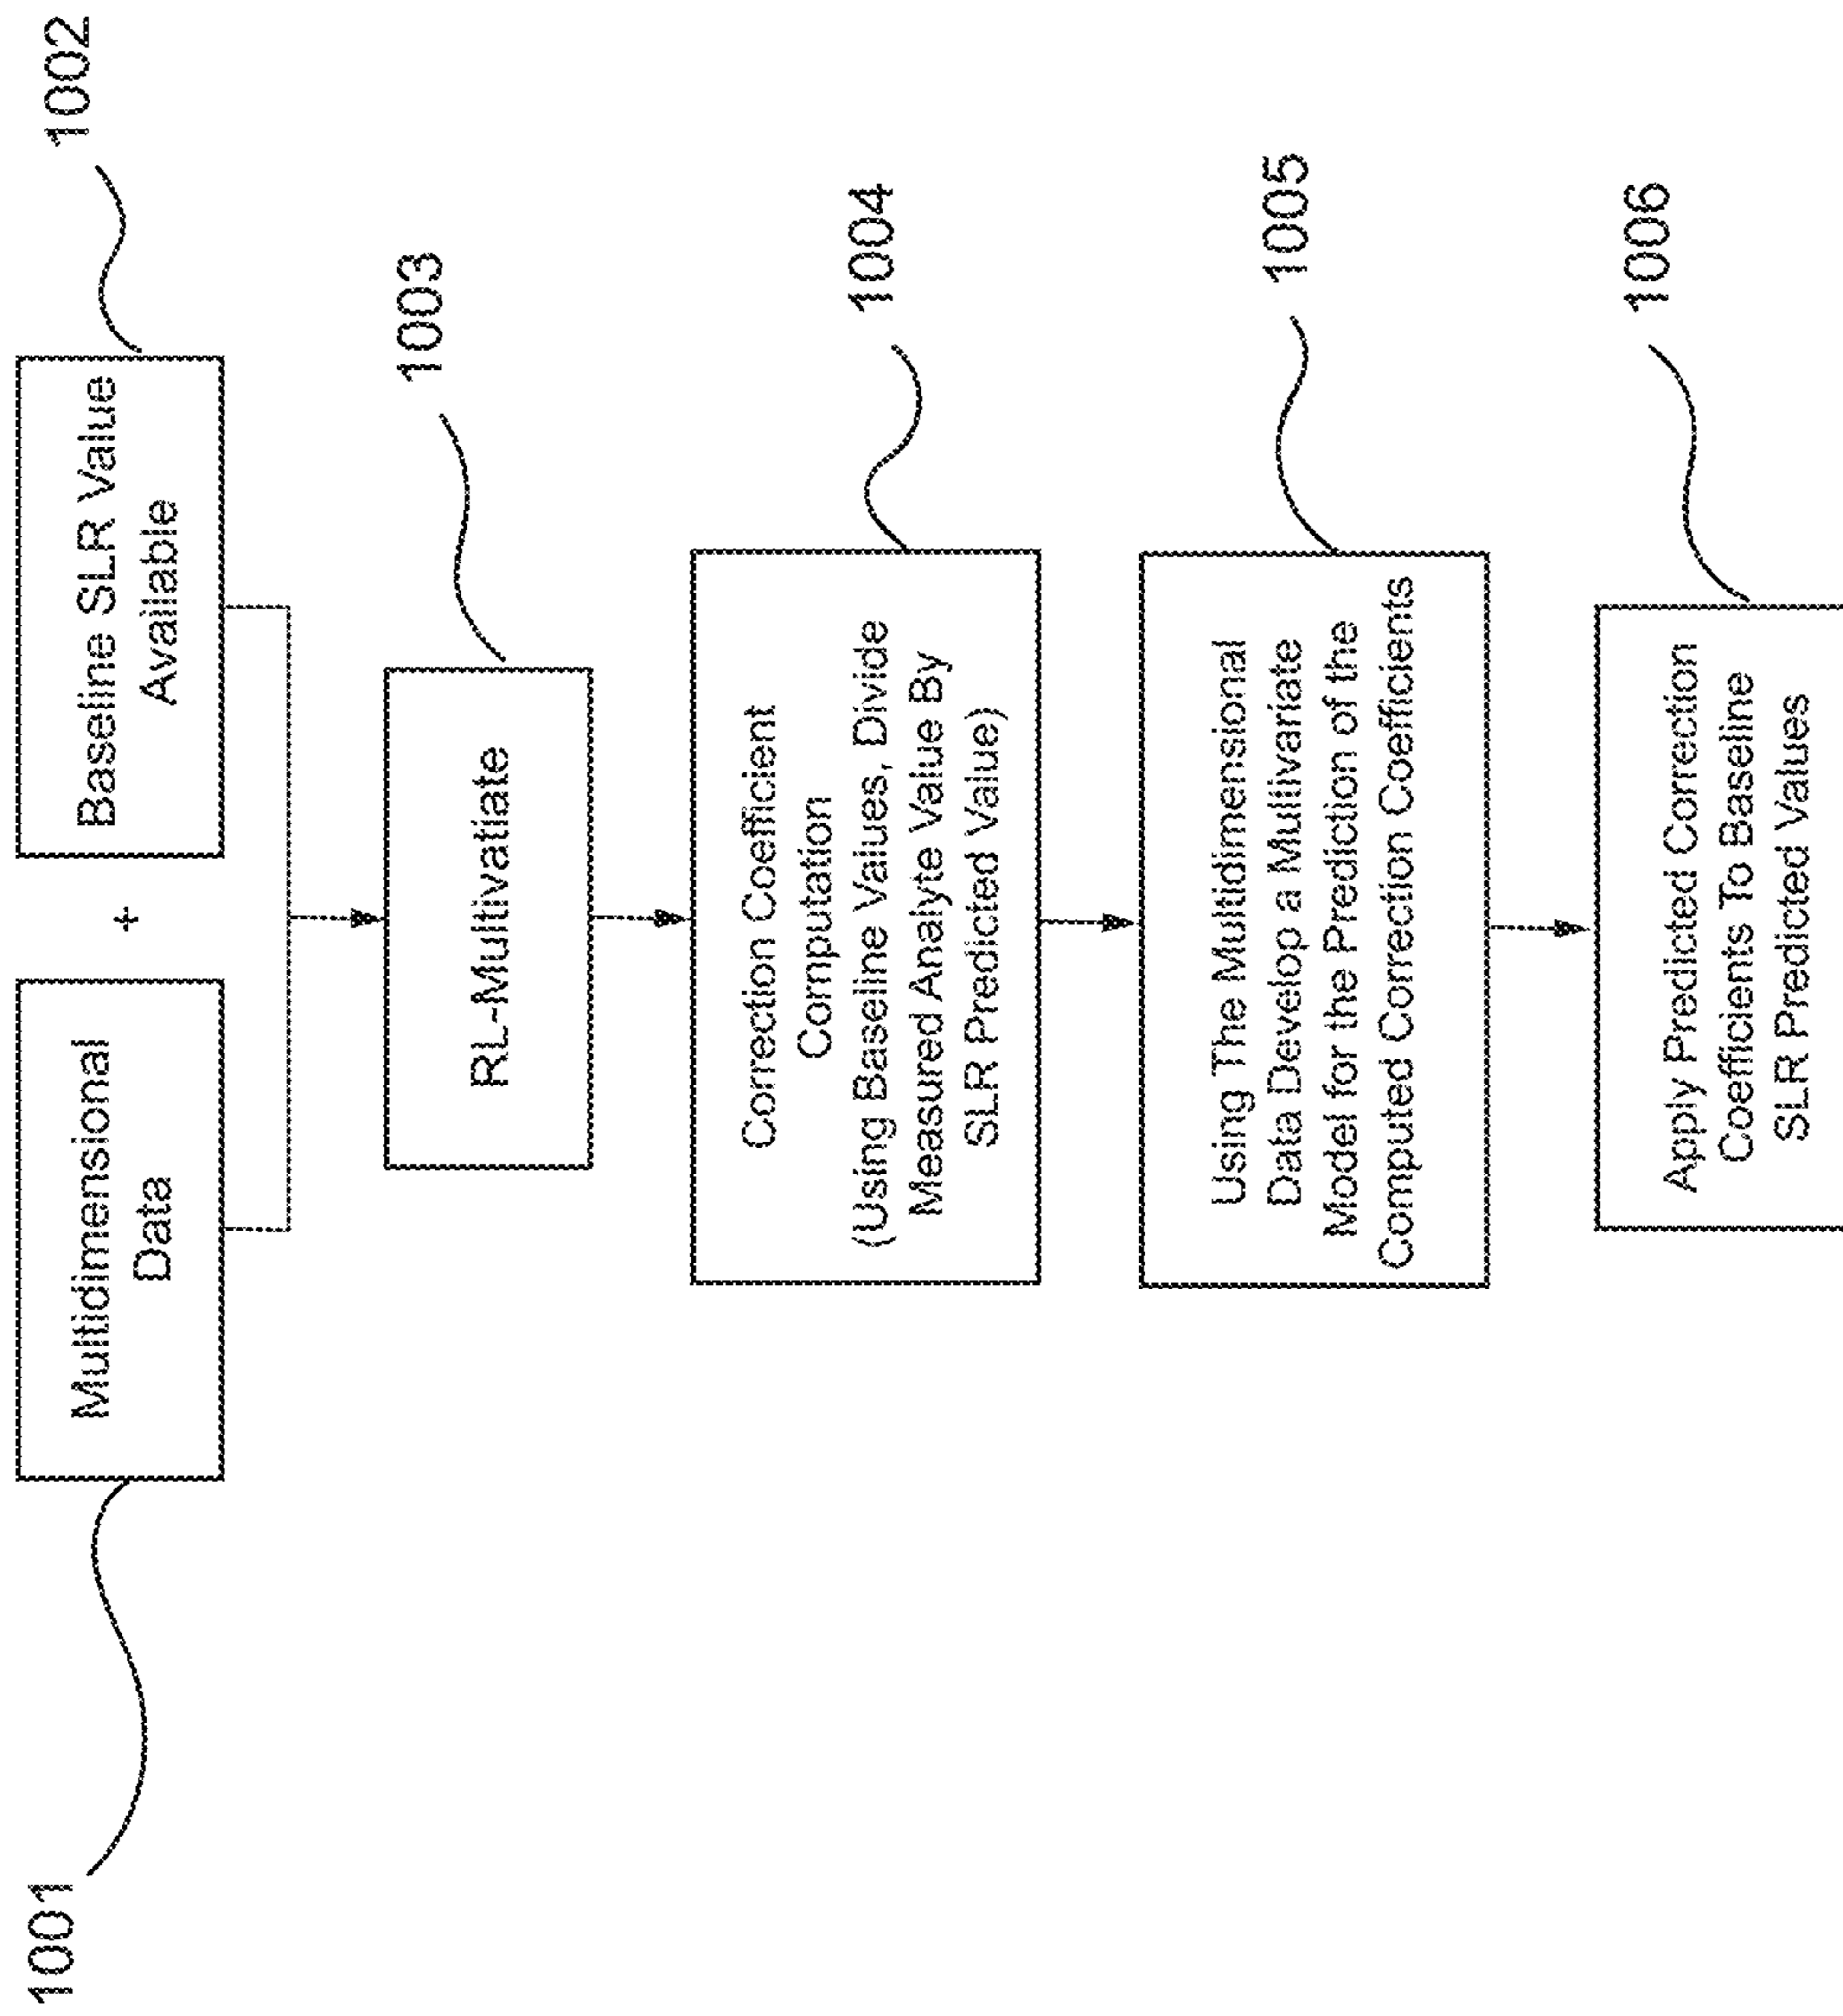 1001
Multidimensional
Data
+
Baseline SLR Value
Available
1002
RL-Multivatiate
1003
Correction Coefficient
Computation
(Using Baseline Values, Divide
Measured Analyte Value By
SLR Predicted Value)
1004
Using The Multidimensional
Data Develop a Multivariate
Model for the Prediction of the
Computed Correction Coefficients
1005
Apply Predicted Correction
Coefficients To Baseline
SLR Predicted Values
1006